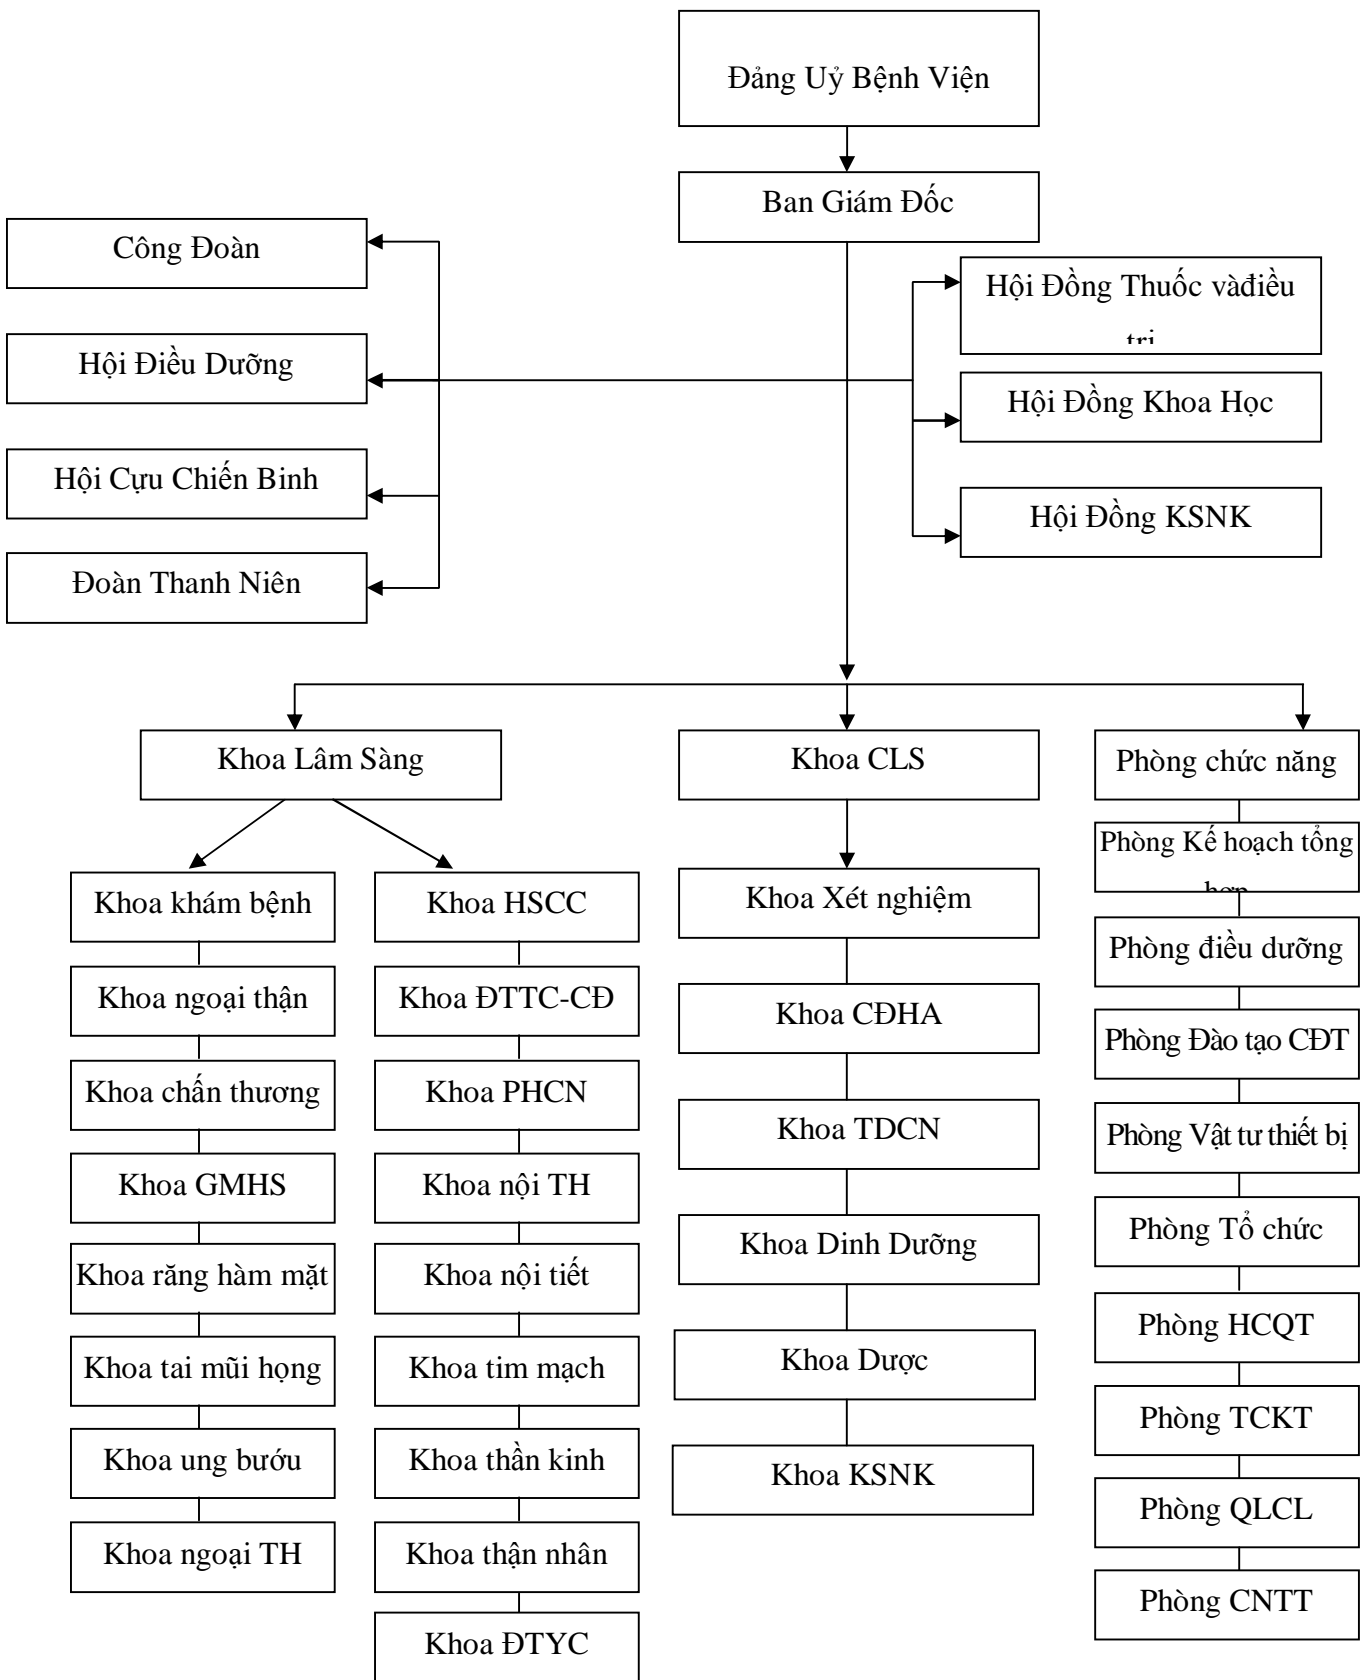 Đảng Uỷ Bệnh Viện
Ban Giám Đốc
Công Đoàn
Hội Điều Dưỡng
Hội Cựu Chiến Binh
Đoàn Thanh Niên
Hội Đồng Thuốc vàđiều
trị
Hội Đồng Khoa Học
Hội Đồng KSNK
Khoa Lâm Sàng
Khoa CLS
Phòng chức năng
Khoa khám bệnh
Khoa ngoại thận
Khoa chấn thương
Khoa GMHS
Khoa răng hàm mặt
Khoa tai mũi họng
Khoa ung bướu
Khoa ngoại TH
Khoa HSCC
Khoa ĐTTC-CĐ
Khoa PHCN
Khoa nội TH
Khoa nội tiết
Khoa tim mạch
Khoa thần kinh
Khoa thận nhân
Khoa ĐTYC
Khoa Xét nghiệm
Khoa CĐHA
Khoa TDCN
Khoa Dinh Dưỡng
Khoa Dược
Khoa KSNK
Phòng Kế hoạch tổng
hợp
Phòng điều dưỡng
Phòng Đào tạo CĐT
Phòng Vật tư thiết bị
Phòng Tổ chức
Phòng HCQT
Phòng TCKT
Phòng QLCL
Phòng CNTT